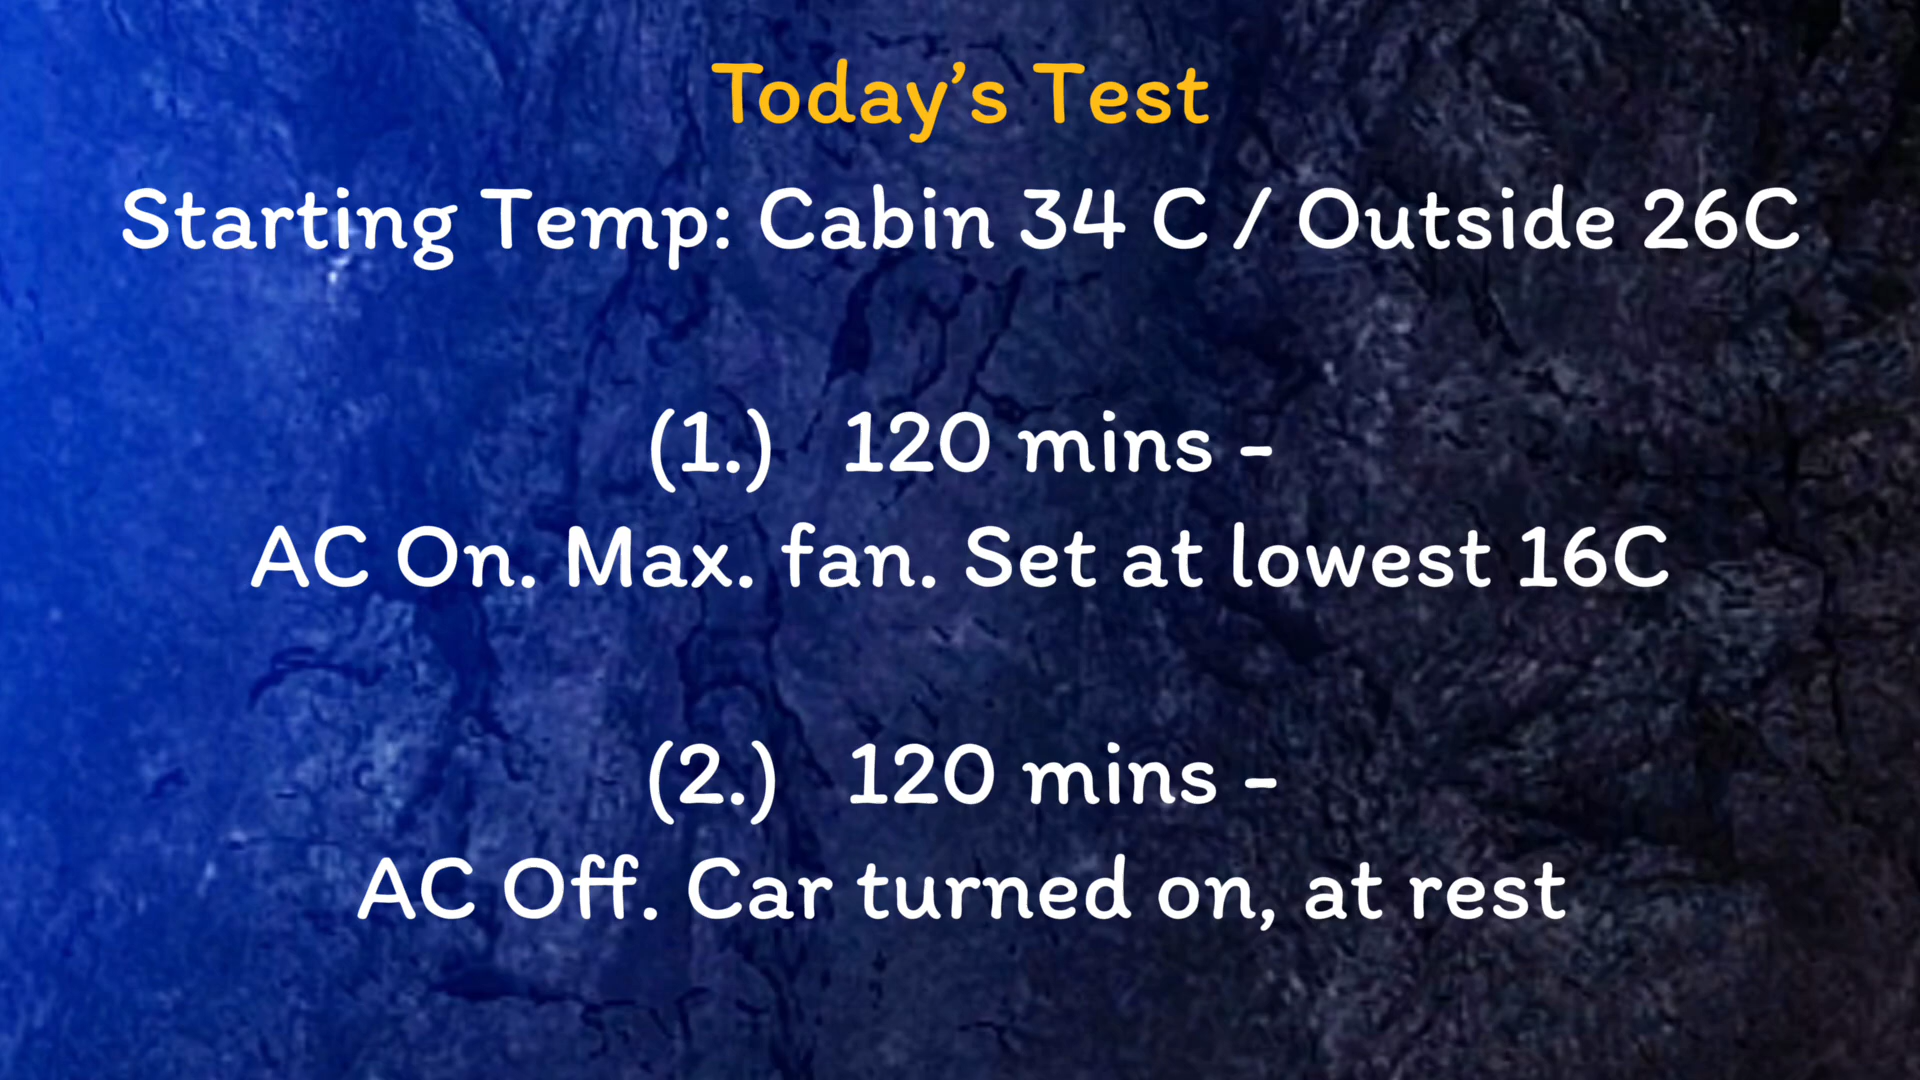 Today’s Test
Starting Temp: Cabin 34 C / Outside 26C
(1.) 120 mins -
AC On. Max. fan. Set at lowest 16C
(2.) 120 mins -
AC Off. Car turned on, at rest